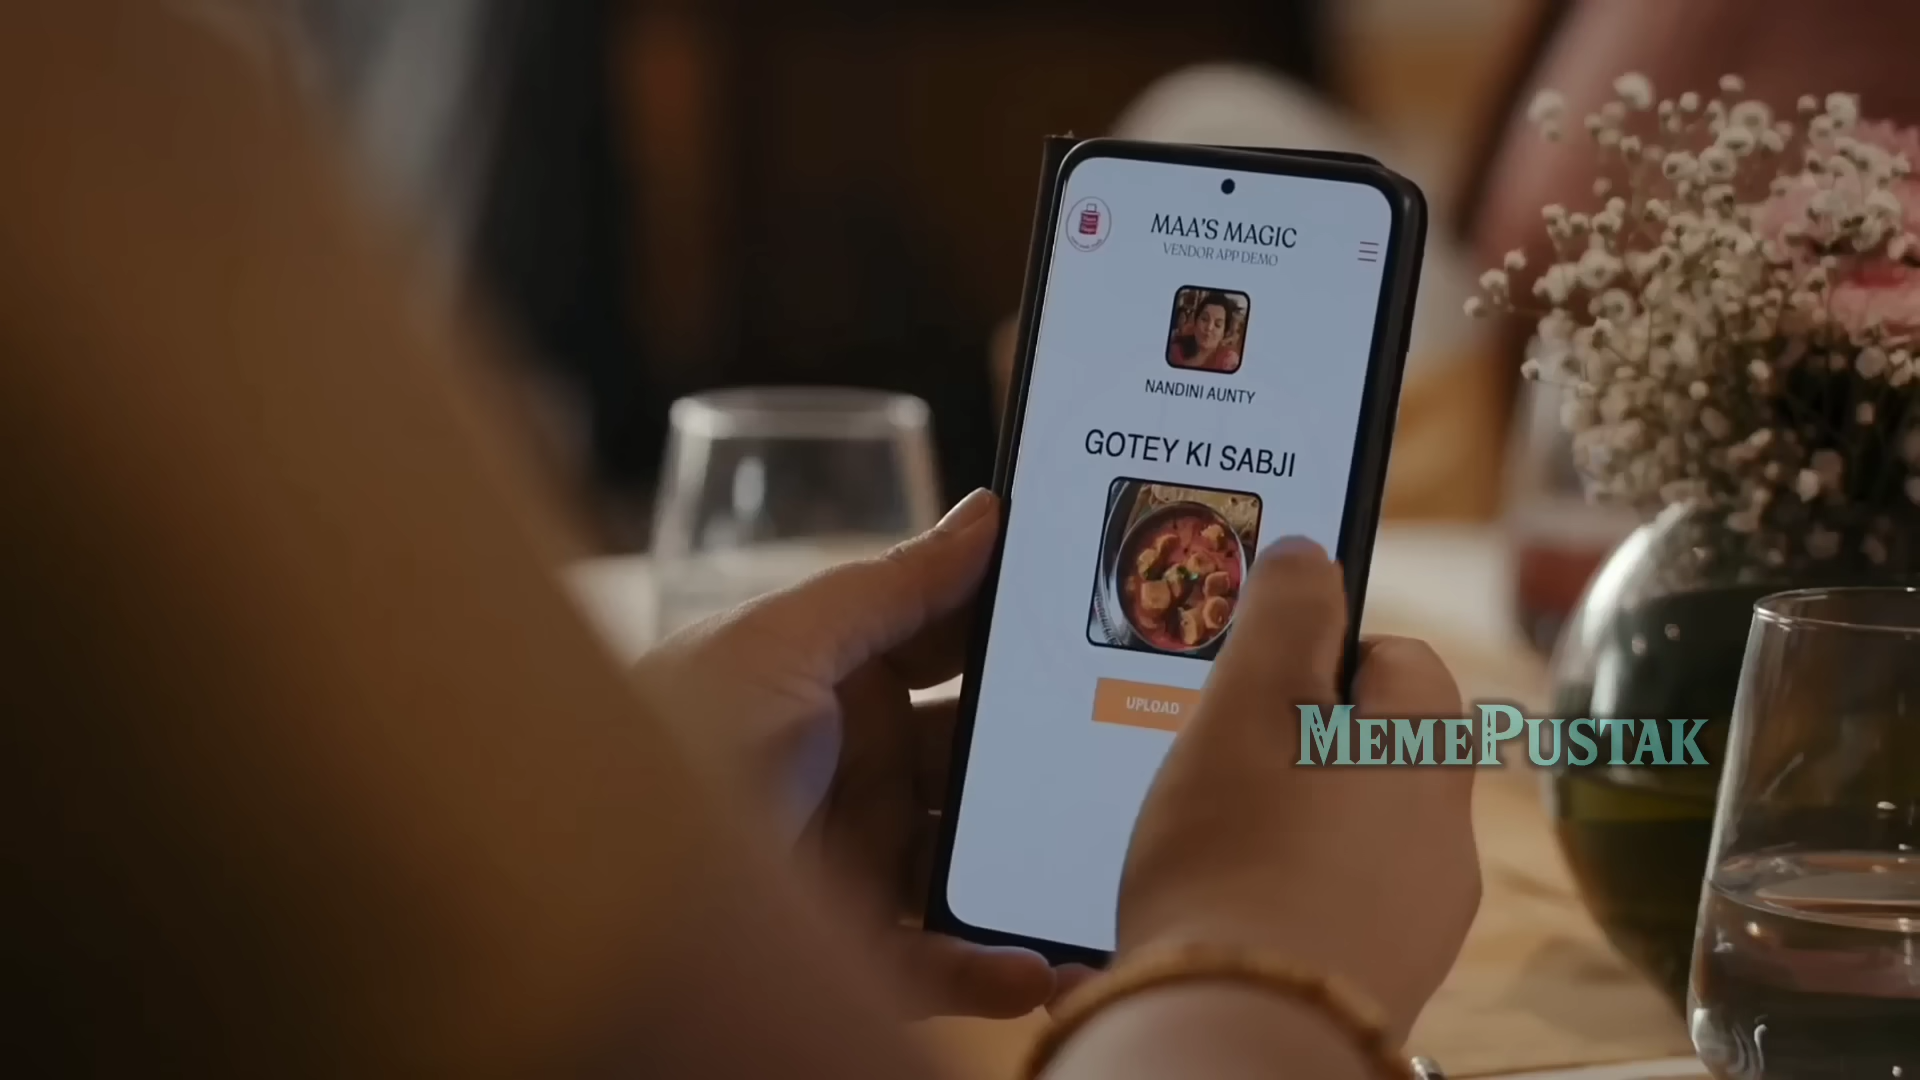 MAA'S MAGIC
VENDOR APP DEMO
NANDINI AUNTY
GOTEY KI SABJI
UPLOAD
MEMEPUSTAK